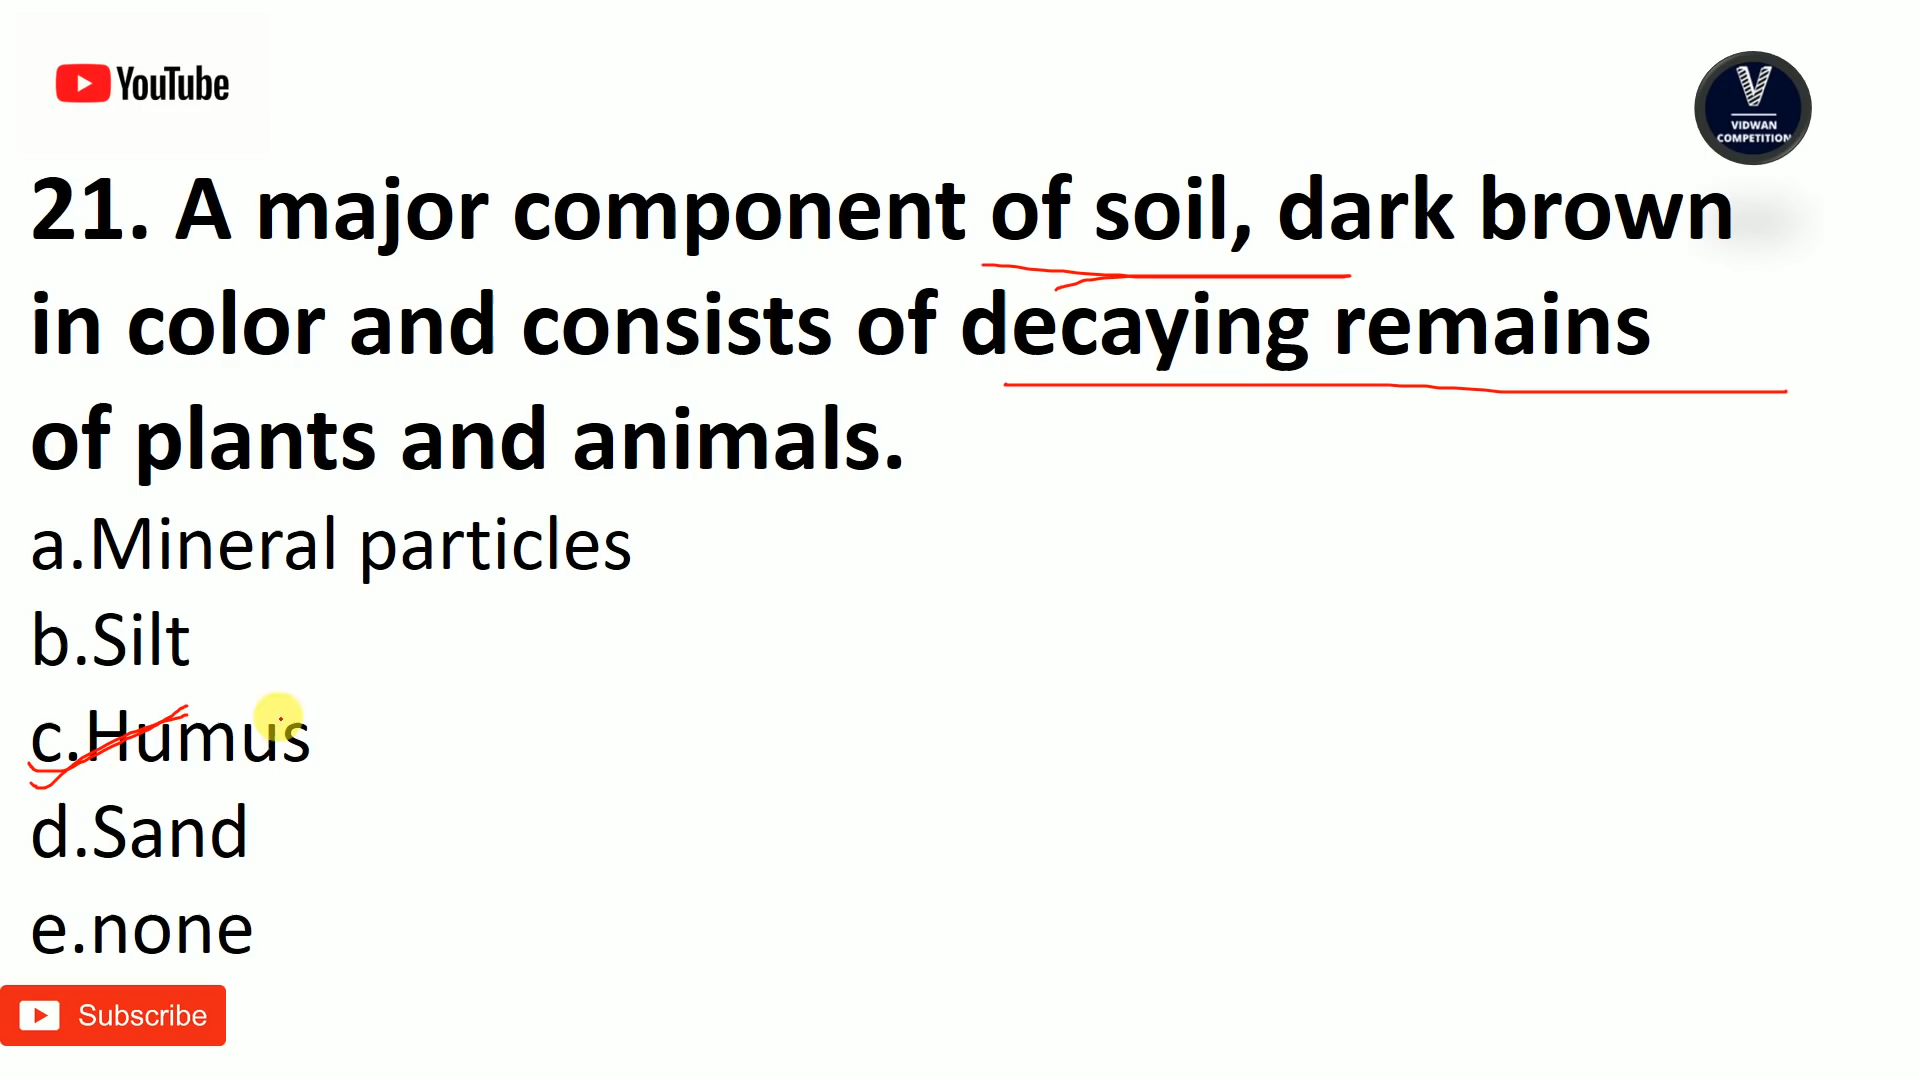 YouTube
V
VIDWAN
COMPETITION
21. A major component of soil, dark brown
in color and consists of decaying remains
of plants and animals.
a.Mineral particles
b.Silt
c.Humus
d.Sand
e.none
Subscribe